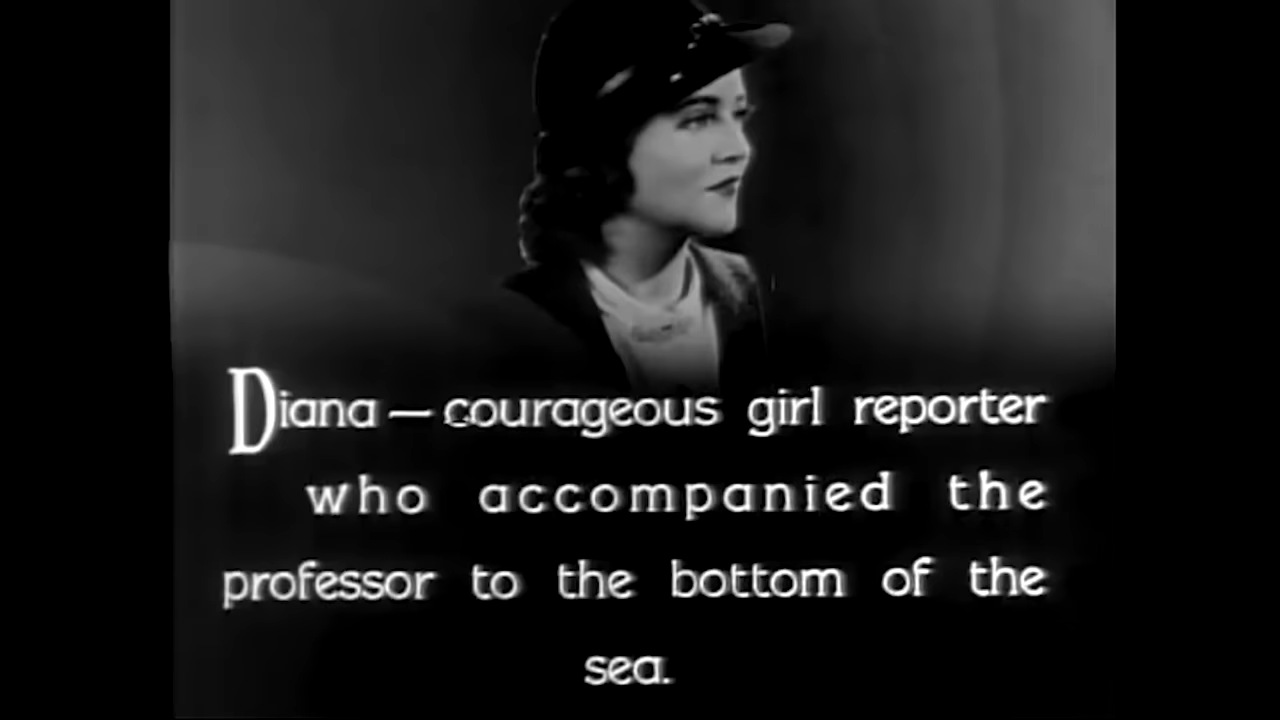 Diana — courageous girl reporter
who accompanied the
professor to the bottom of the
sea.